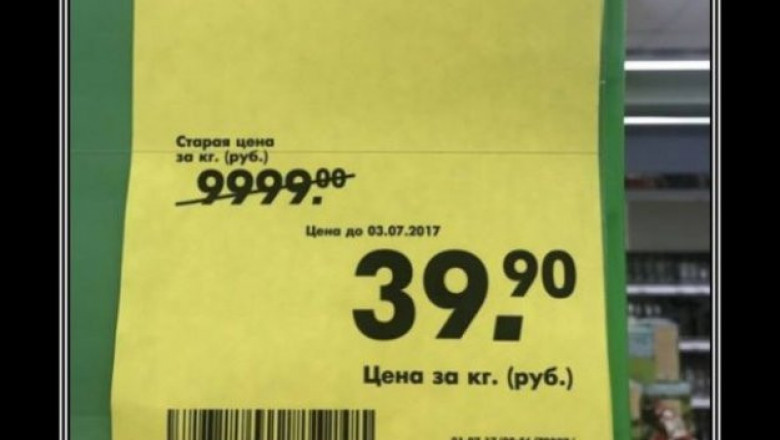 Старая цена
за кг. (руб.)
9999.00
Цена до 03.07.2017
39.90
Цена за кг. (руб.)